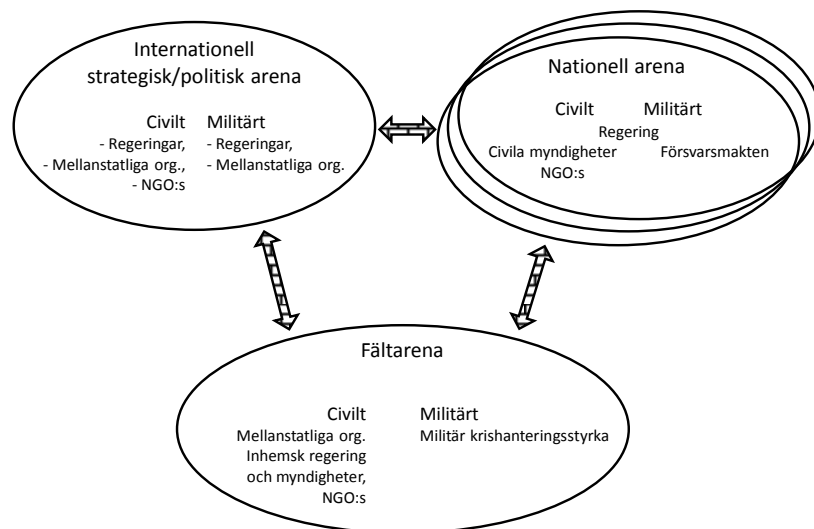 Internationell
strategisk/politisk arena
Civilt Militärt
- Regeringar, - Regeringar,
- Mellanstatliga org., - Mellanstatliga org.
- NGO:s
Nationell arena
Civilt Militärt
Regering
Civila myndigheter Försvarsmakten
NGO:s
Fältarena
Civilt Militärt
Mellanstatliga org. Militär krishanteringsstyrka
Inhemsk regering
och myndigheter,
NGO:s